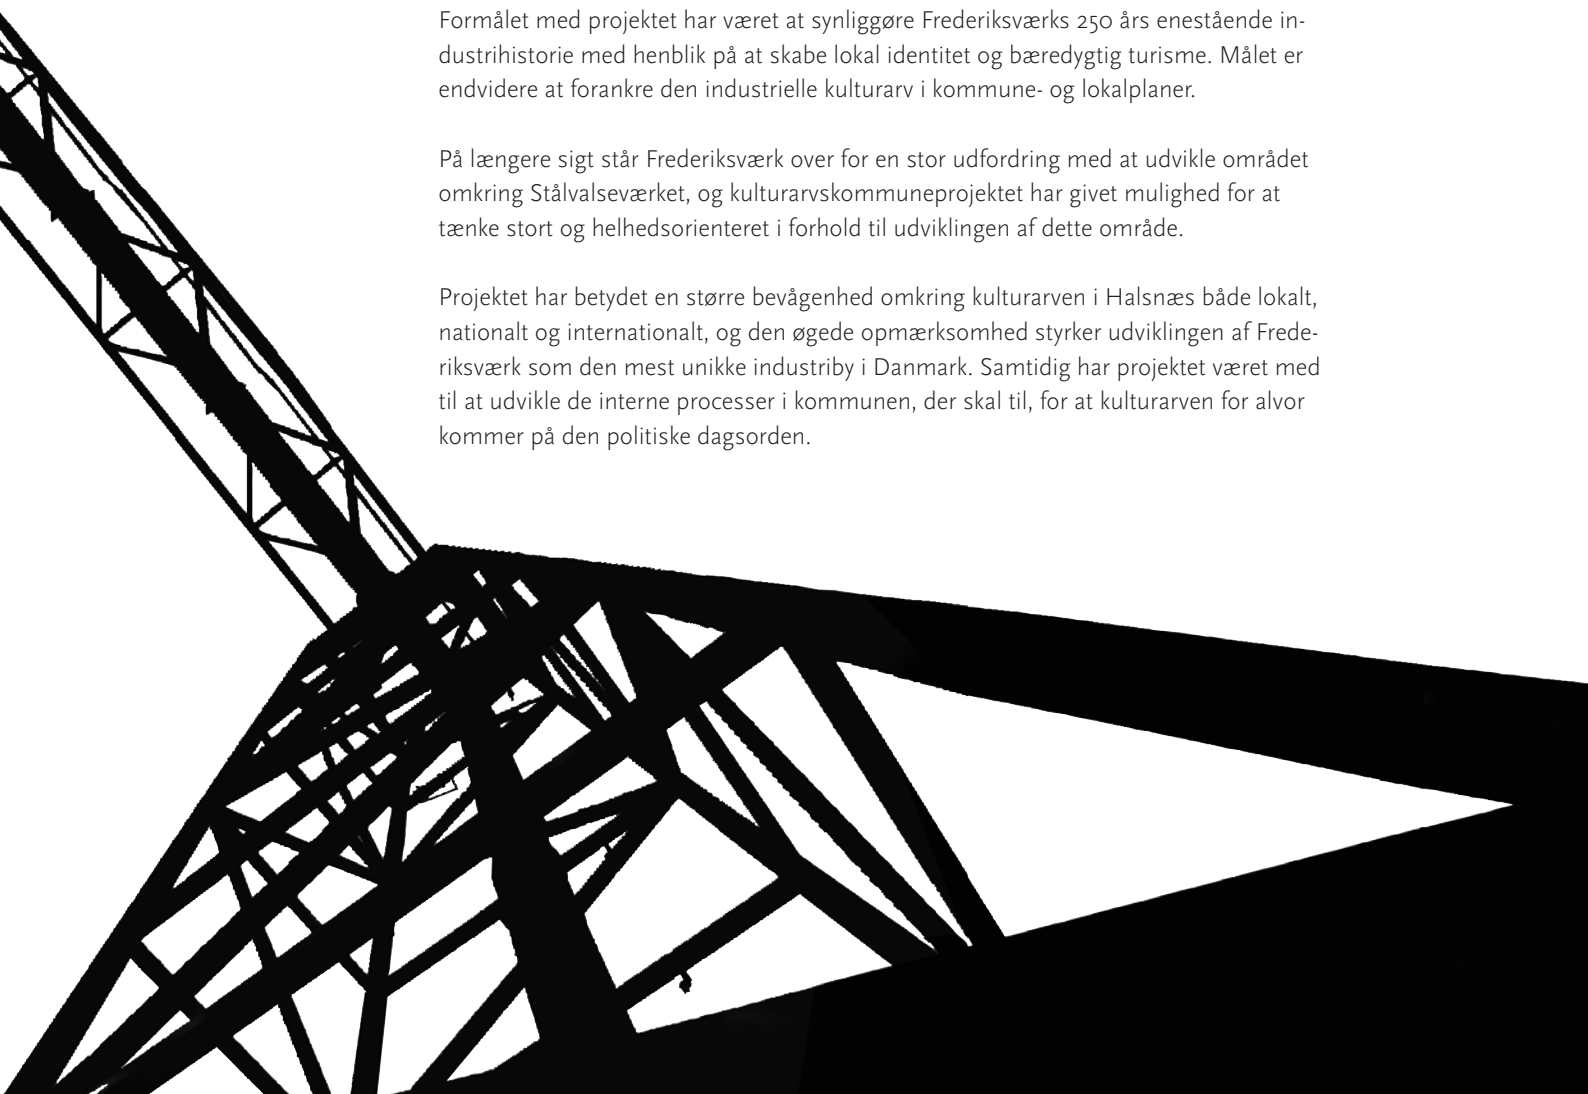 Formålet med projektet har været at synliggøre Frederiksværks 250 års enestående in-
dustrihistorie med henblik på at skabe lokal identitet og bæredygtig turisme. Målet er
endvidere at forankre den industrielle kulturarv i kommune- og lokalplaner.
På længere sigt står Frederiksværk over for en stor udfordring med at udvikle området
omkring Stålvalseværket, og kulturarvskommuneprojektet har givet mulighed for at
tænke stort og helhedsorienteret i forhold til udviklingen af dette område.
Projektet har betydet en større bevågenhed omkring kulturarven i Halsnæs både lokalt,
nationalt og internationalt, og den øgede opmærksomhed styrker udviklingen af Frede-
riksværk som den mest unikke industriby i Danmark. Samtidig har projektet været med
til at udvikle de interne processer i kommunen, der skal til, for at kulturarven for alvor
kommer på den politiske dagsorden.